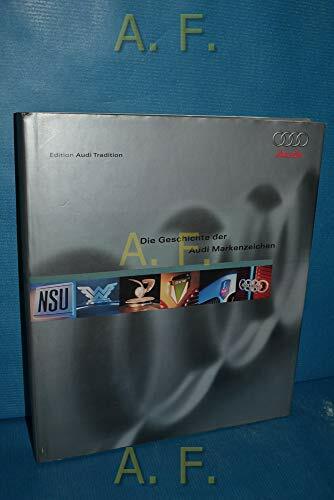 A. F.
Edition Audi Tradition
Audi
Die Geschichte der
Audi Markenzeichen
A. F.
NSU
A. F.
A. F.